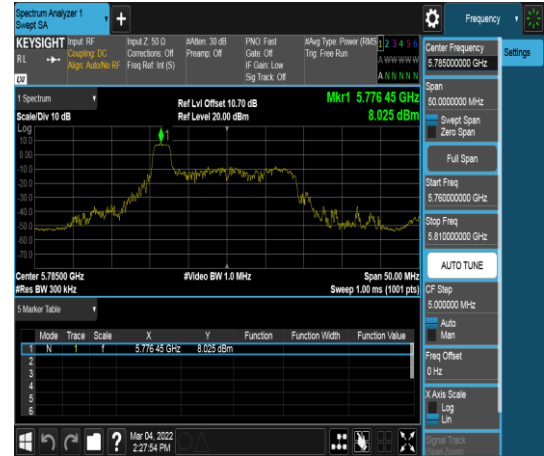 Spectrum Analyzer 1
Swept SA
+
Frequency
KEYSIGHT
RL
LXI
Input: RF
Coupling: DC
Align: Auto/No RF
Input Z: 50 Ω
Corrections: Off
Freq Ref: Int (S)
#Atten: 30 dB
Preamp: Off
PNO: Fast
Gate: Off
IF Gain: Low
Sig Track: Off
#Avg Type: Power (RMS
Trig: Free Run
1 2 3 4 5 6
A WWWWW
A N N N N N
1 Spectrum
Scale/Div 10 dB
Ref Lvl Offset 10.70 dB
Ref Level 20.00 dBm
Mkr1 5.776 45 GHz
8.025 dBm
Log
10.0
0.00
-10.0
-20.0
-30.0
-40.0
-50.0
-60.0
-70.0
1
Center 5.78500 GHz
#Res BW 300 kHz
#Video BW 1.0 MHz
Span 50.00 MHz
Sweep 1.00 ms (1001 pts)
5 Marker Table
Mode Trace Scale X Y Function Function Width Function Value
1 N 1 f 5.776 45 GHz 8.025 dBm
2
3
4
5
6
Mar 04, 2022
2:27:54 PM
?
Center Frequency
5.785000000 GHz
Settings
Span
50.0000000 MHz
Swept Span
Zero Span
Full Span
Start Freq
5.760000000 GHz
Stop Freq
5.810000000 GHz
AUTO TUNE
CF Step
5.000000 MHz
Auto
Man
Freq Offset
0 Hz
X Axis Scale
Log
Lin
Signal Track
(Span Zoom)